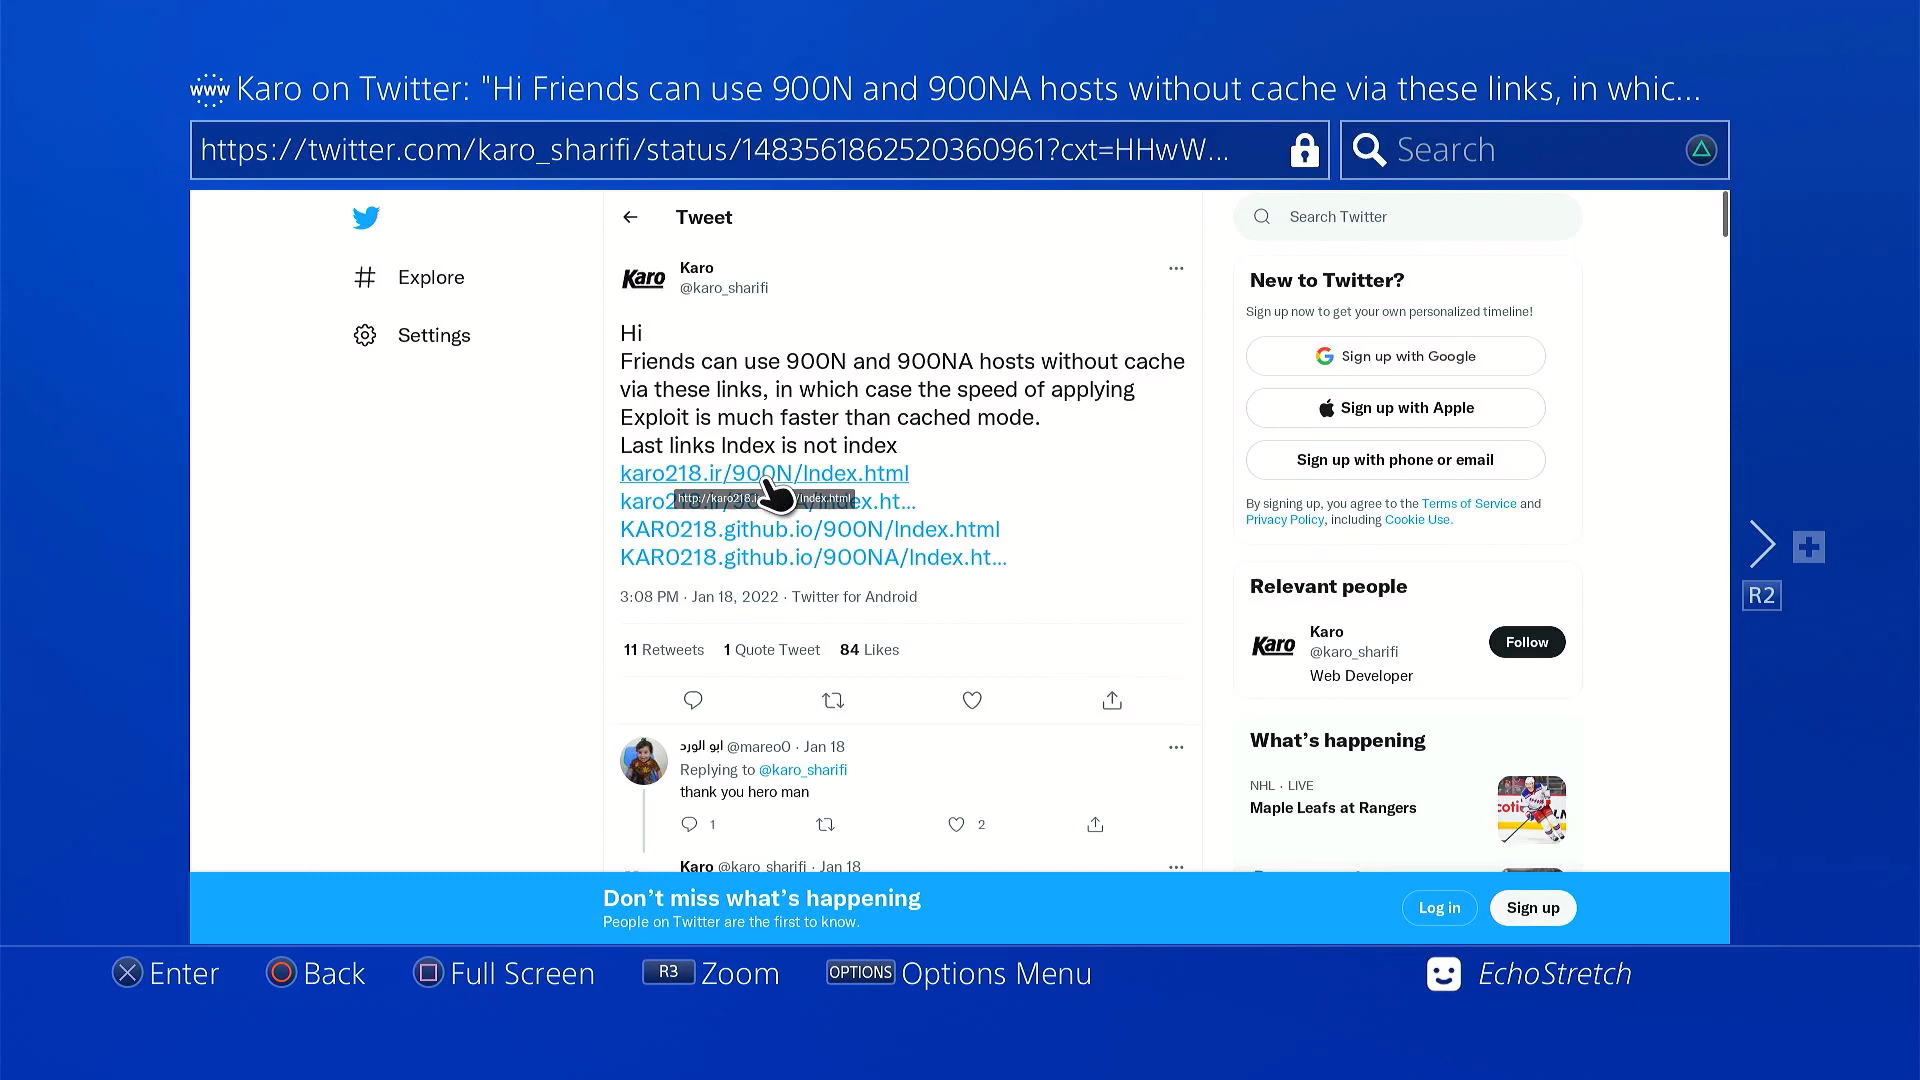 www Karo on Twitter: "Hi Friends can use 900N and 900NA hosts without cache via these links, in whic...
https://twitter.com/karo_sharifi/status/1483561862520360961?cxt=HHwW...
Search
Explore
Settings
Tweet
Karo
Karo
@karo_sharifi
Hi
Friends can use 900N and 900NA hosts without cache
via these links, in which case the speed of applying
Exploit is much faster than cached mode.
Last links Index is not index
karo218.ir/900N/Index.html
http://karo218.i /Index.html
KARO218.github.io/900N/Index.html
KARO218.github.io/900NA/Index.ht...
3:08 PM · Jan 18, 2022 · Twitter for Android
11 Retweets 1 Quote Tweet 84 Likes
ابو الورد @mareo0 · Jan 18
Replying to @karo_sharifi
thank you hero man
1
2
Karo @karo_sharifi · Jan 18
Search Twitter
New to Twitter?
Sign up now to get your own personalized timeline!
Sign up with Google
Sign up with Apple
Sign up with phone or email
By signing up, you agree to the Terms of Service and
Privacy Policy, including Cookie Use.
Relevant people
Karo
Karo
@karo_sharifi
Follow
Web Developer
What's happening
NHL · LIVE
Maple Leafs at Rangers
R2
Don't miss what's happening
People on Twitter are the first to know.
Log in
Sign up
Enter Back Full Screen R3 Zoom OPTIONS Options Menu EchoStretch